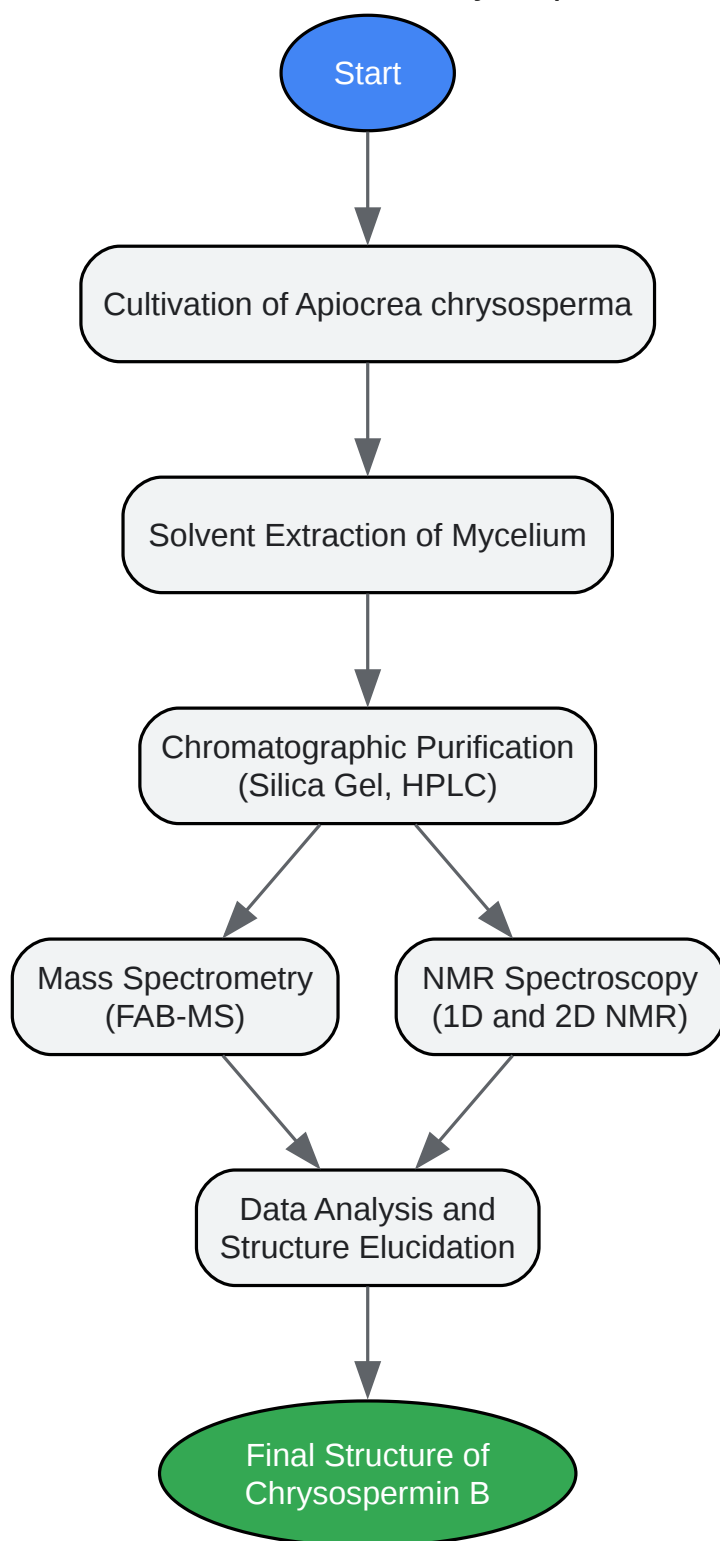 Start
Cultivation of Apiocrea chrysosperma
Solvent Extraction of Mycelium
Chromatographic Purification
(Silica Gel, HPLC)
Mass Spectrometry
(FAB-MS)
NMR Spectroscopy
(1D and 2D NMR)
Data Analysis and
Structure Elucidation
Final Structure of
Chrysospermin B